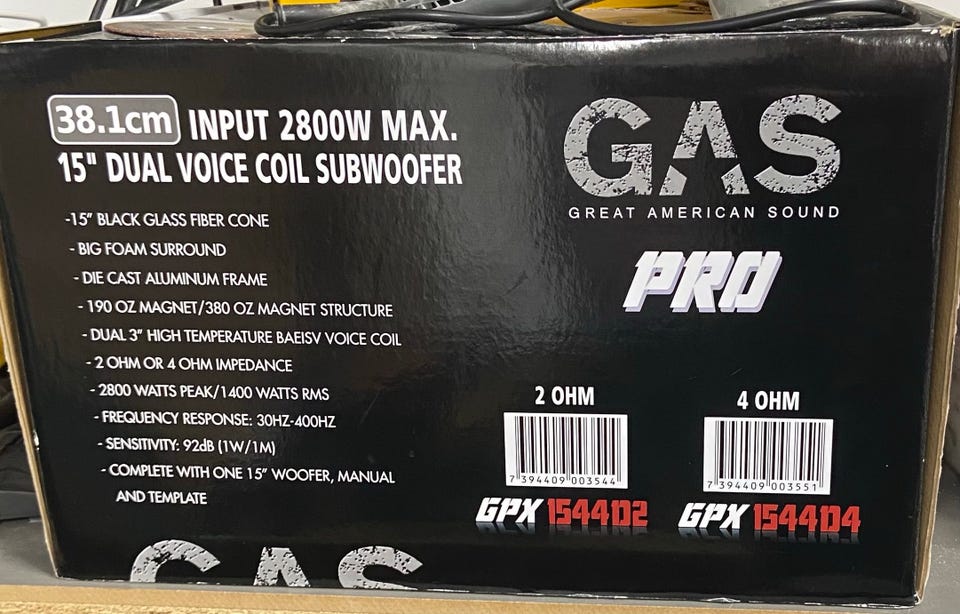 38.1cm INPUT 2800W MAX.
15" DUAL VOICE COIL SUBWOOFER
-15" BLACK GLASS FIBER CONE
- BIG FOAM SURROUND
- DIE CAST ALUMINUM FRAME
- 190 OZ MAGNET/380 OZ MAGNET STRUCTURE
- DUAL 3" HIGH TEMPERATURE BAEISV VOICE COIL
- 2 OHM OR 4 OHM IMPEDANCE
- 2800 WATTS PEAK/1400 WATTS RMS
- FREQUENCY RESPONSE: 30HZ-400HZ
- SENSITIVITY: 92dB (1W/1M)
- COMPLETE WITH ONE 15" WOOFER, MANUAL
AND TEMPLATE
GAS
GREAT AMERICAN SOUND
PRO
2 OHM
7 394409 003544
GPX 1544D2
4 OHM
7 394409 003551
GPX 1544D4
GAS